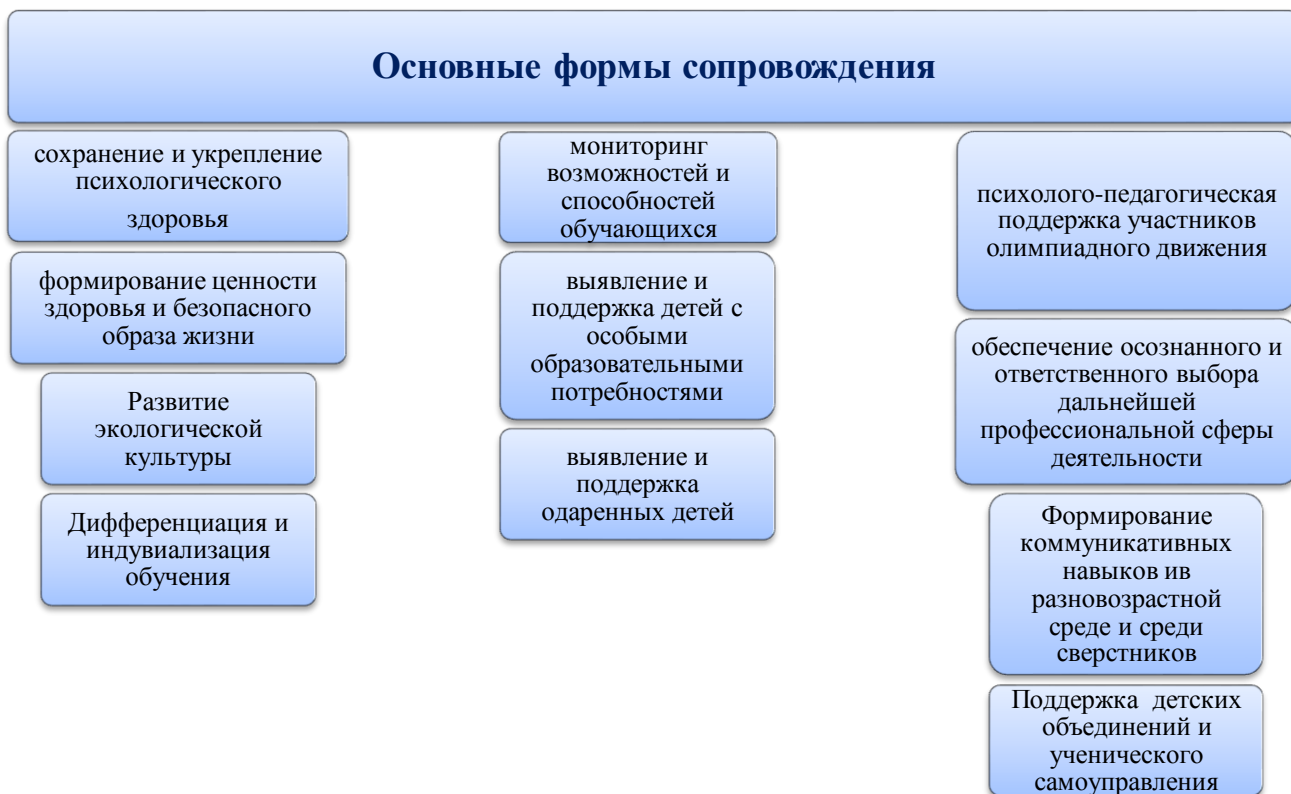 Основные формы сопровождения
сохранение и укрепление
психологического
здоровья
формирование ценности
здоровья и безопасного
образа жизни
Развитие
экологической
культуры
Дифференциация и
индувиализация
обучения
мониторинг
возможностей и
способностей
обучающихся
выявление и
поддержка детей с
особыми
образовательными
потребностями
выявление и
поддержка
одаренных детей
психолого-педагогическая
поддержка участников
олимпиадного движения
обеспечение осознанного и
ответственного выбора
дальнейшей
профессиональной сферы
деятельности
Формирование
коммуникативных
навыков ив
разновозрастной
среде и среди
сверстников
Поддержка детских
объединений и
ученического
самоуправления